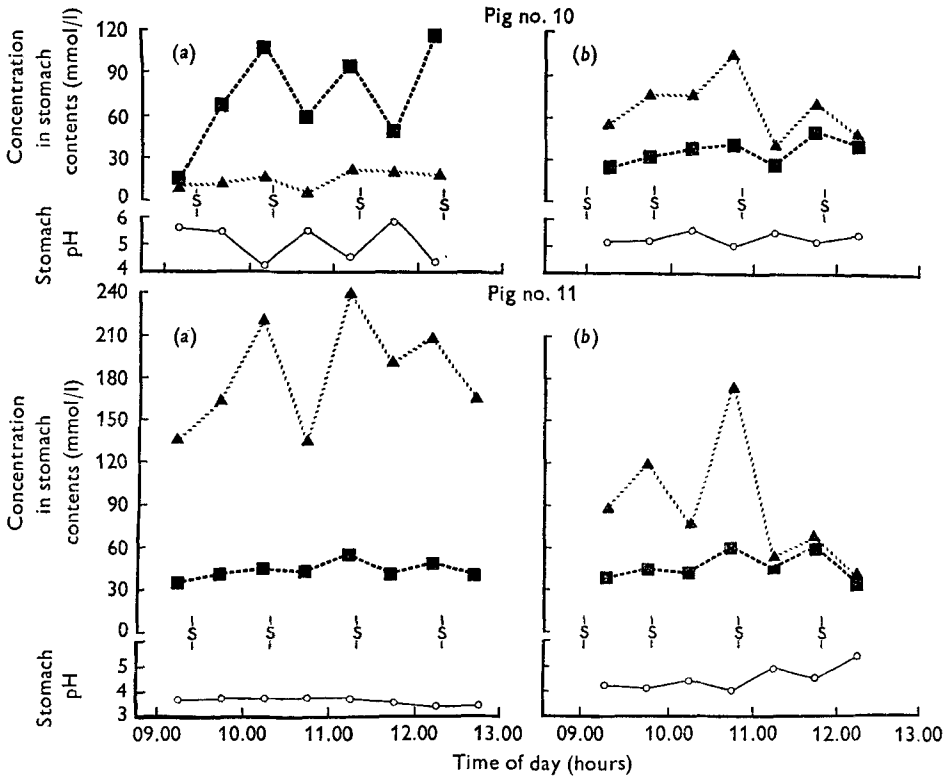 Pig no. 10
(a)
(b)
Concentration
in stomach
contents (mmol/l)
120
90
60
30
0
S S S S
S S S S
Stomach
pH
6
5
4
Pig no. 11
(a)
(b)
Concentration
in stomach
contents (mmol/l)
240
210
180
150
120
90
60
30
0
S S S S
S S S S
Stomach
pH
5
4
3
09.00 10.00 11.00 12.00 13.00
09.00 10.00 11.00 12.00 13.00
Time of day (hours)